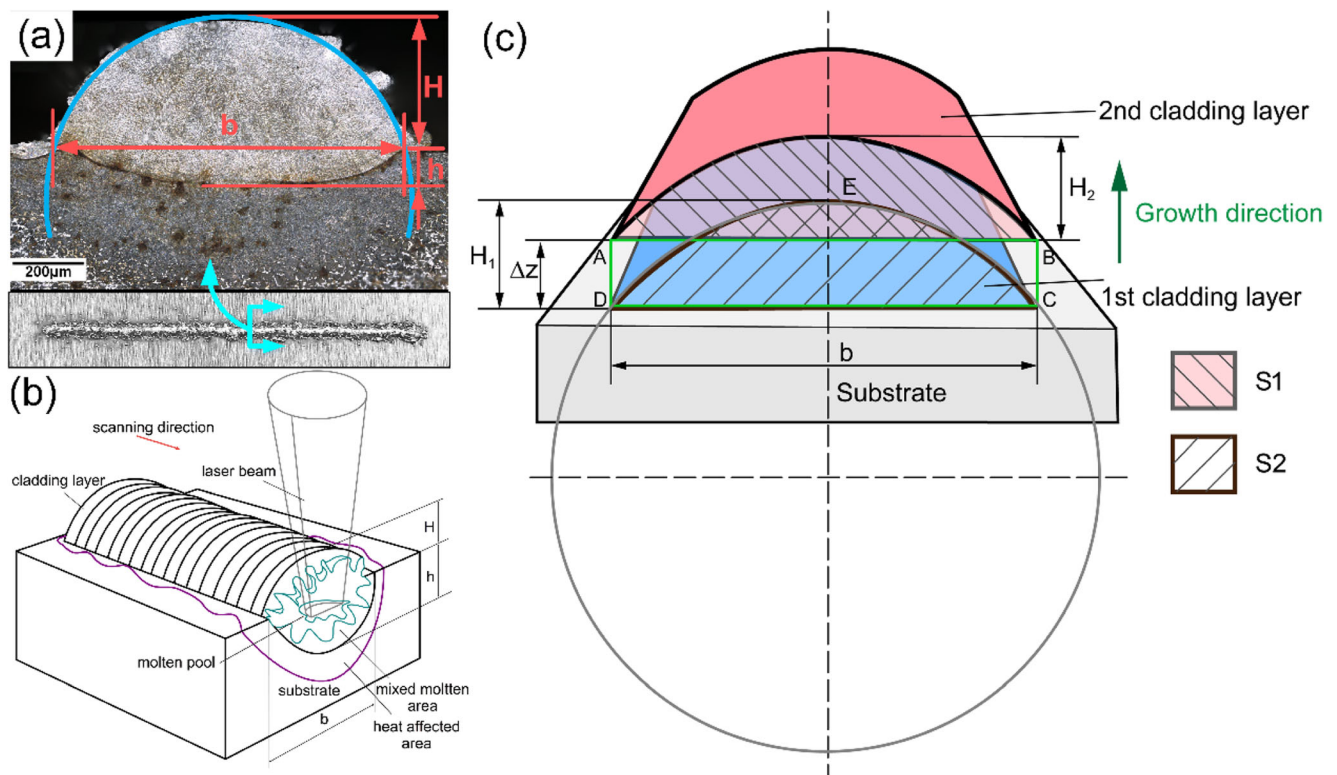 (a)
H
b
h
200μm
(b)
scanning direction
laser beam
cladding layer
H
h
molten pool
substrate
mixed moltten
area
b
heat affected
area
(c)
2nd cladding layer
E
H2
Growth direction
H1
A
B
Δz
D
C
1st cladding layer
b
Substrate
S1
S2